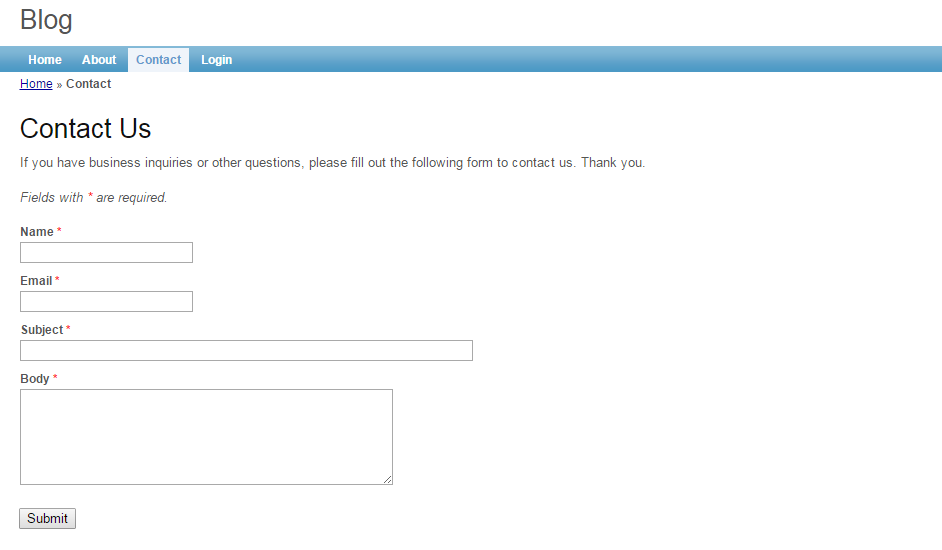 Blog
Home About Contact Login
Home » Contact
Contact Us
If you have business inquiries or other questions, please fill out the following form to contact us. Thank you.
Fields with * are required.
Name *
Email *
Subject *
Body *
Submit